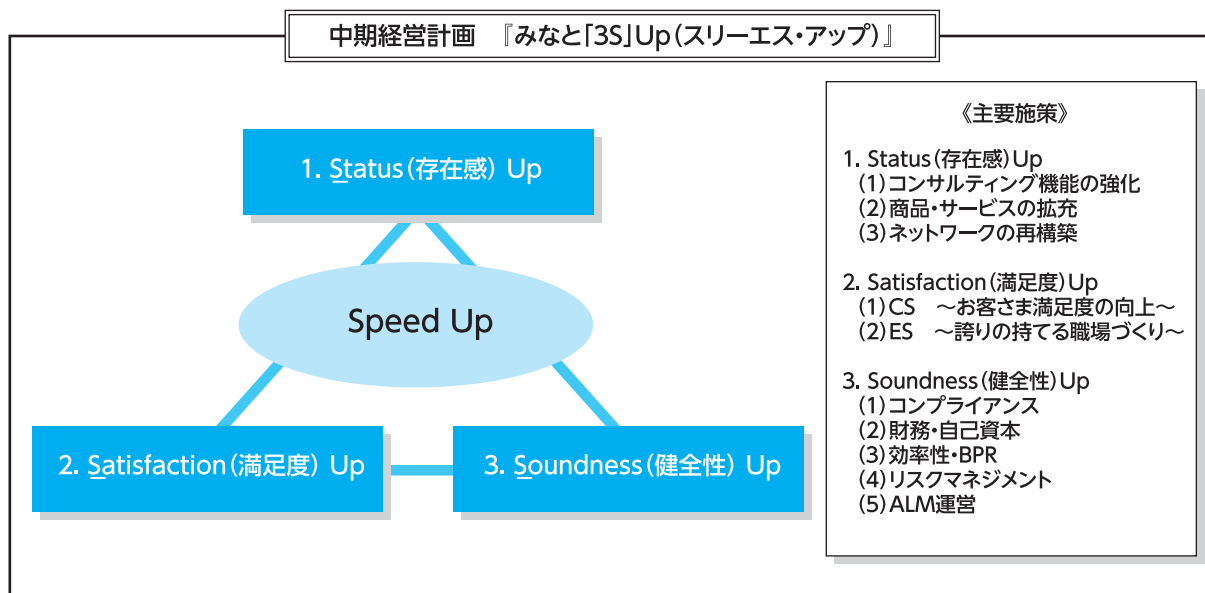 中期経営計画　『みなと「3S」Up（スリーエス・アップ）』
1. Status（存在感） Up
Speed Up
2. Satisfaction（満足度） Up
3. Soundness（健全性） Up
《主要施策》
1. Status（存在感）Up
(1)コンサルティング機能の強化
(2)商品・サービスの拡充
(3)ネットワークの再構築
2. Satisfaction（満足度）Up
(1)CS　～お客さま満足度の向上～
(2)ES　～誇りの持てる職場づくり～
3. Soundness（健全性）Up
(1)コンプライアンス
(2)財務・自己資本
(3)効率性・BPR
(4)リスクマネジメント
(5)ALM運営